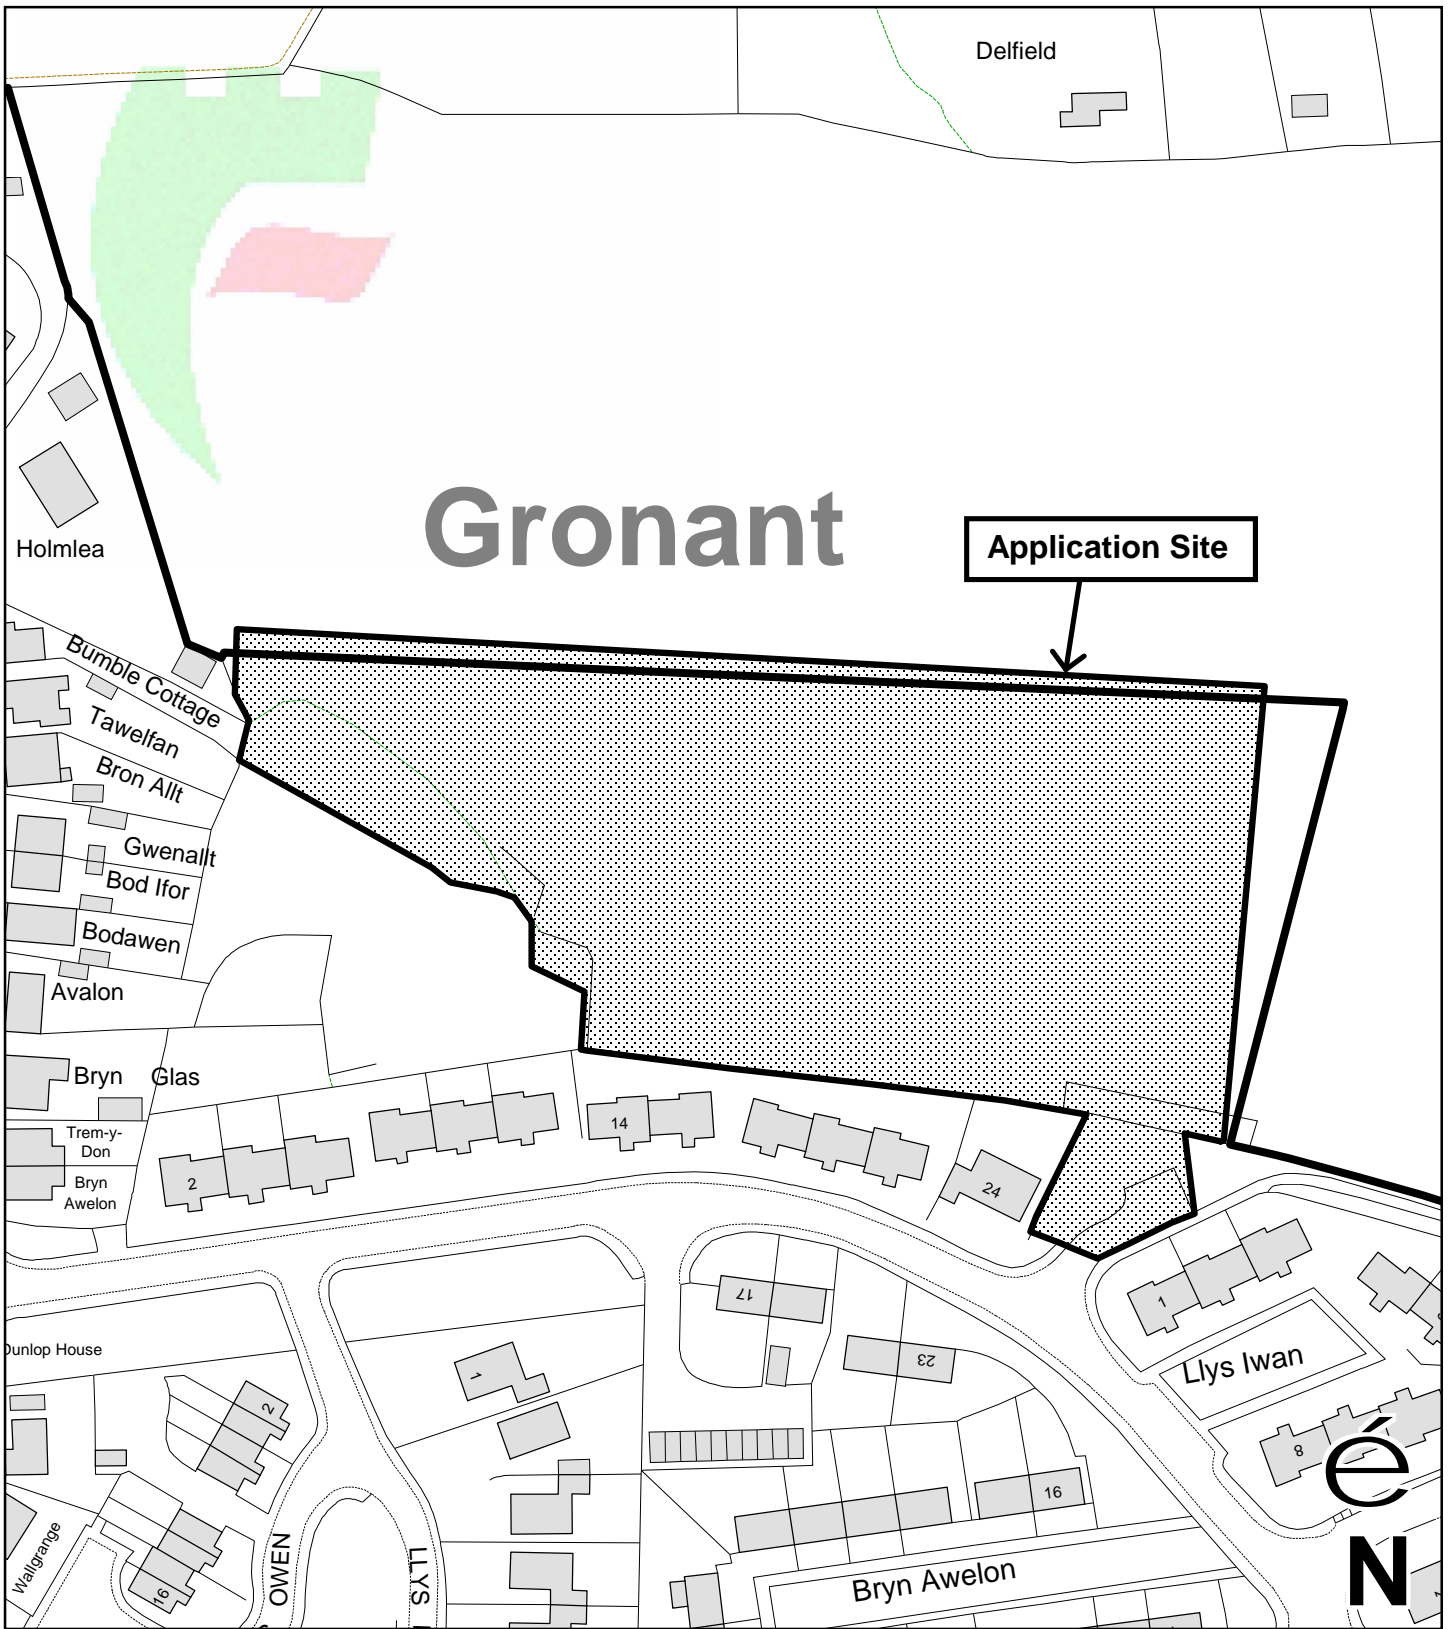 Delfield
Gronant
Application Site
Holmlea
Bumble Cottage
Tawelfan
Bron Allt
Gwenallt
Bod Ifor
Bodawen
Avalon
Bryn Glas
Trem-y-
Don
Bryn
Awelon
2
14
24
1
17
23
Llys Iwan
8
Dunlop House
1
2
16
16
Wallgrange
OWEN
LLYS
Bryn Awelon
é
N